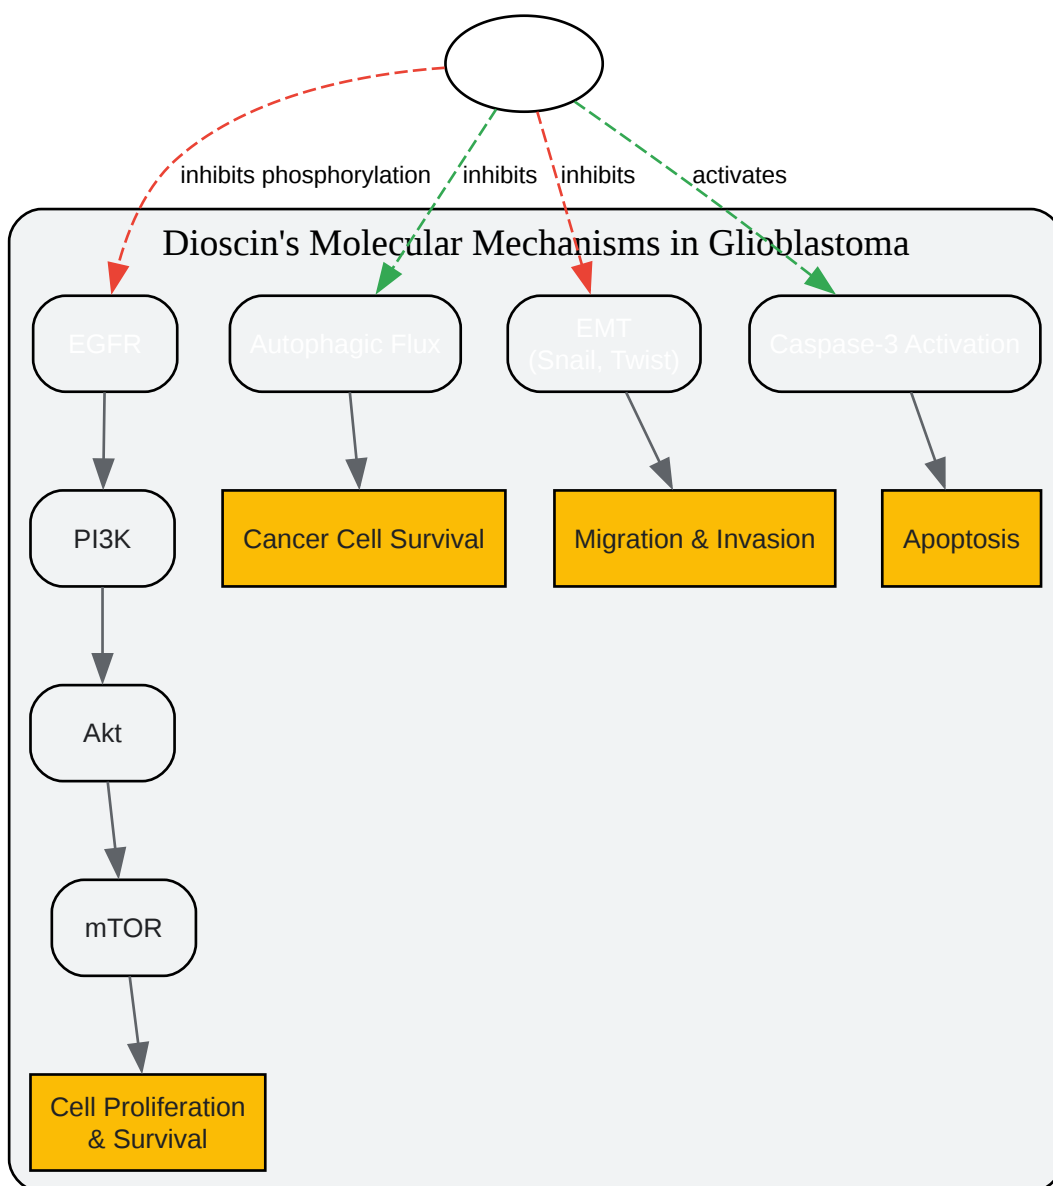 inhibits phosphorylation
inhibits
inhibits
activates
Dioscin's Molecular Mechanisms in Glioblastoma
EGFR
Autophagic Flux
EMT
(Snail, Twist)
Caspase-3 Activation
PI3K
Cancer Cell Survival
Migration & Invasion
Apoptosis
Akt
mTOR
Cell Proliferation
& Survival